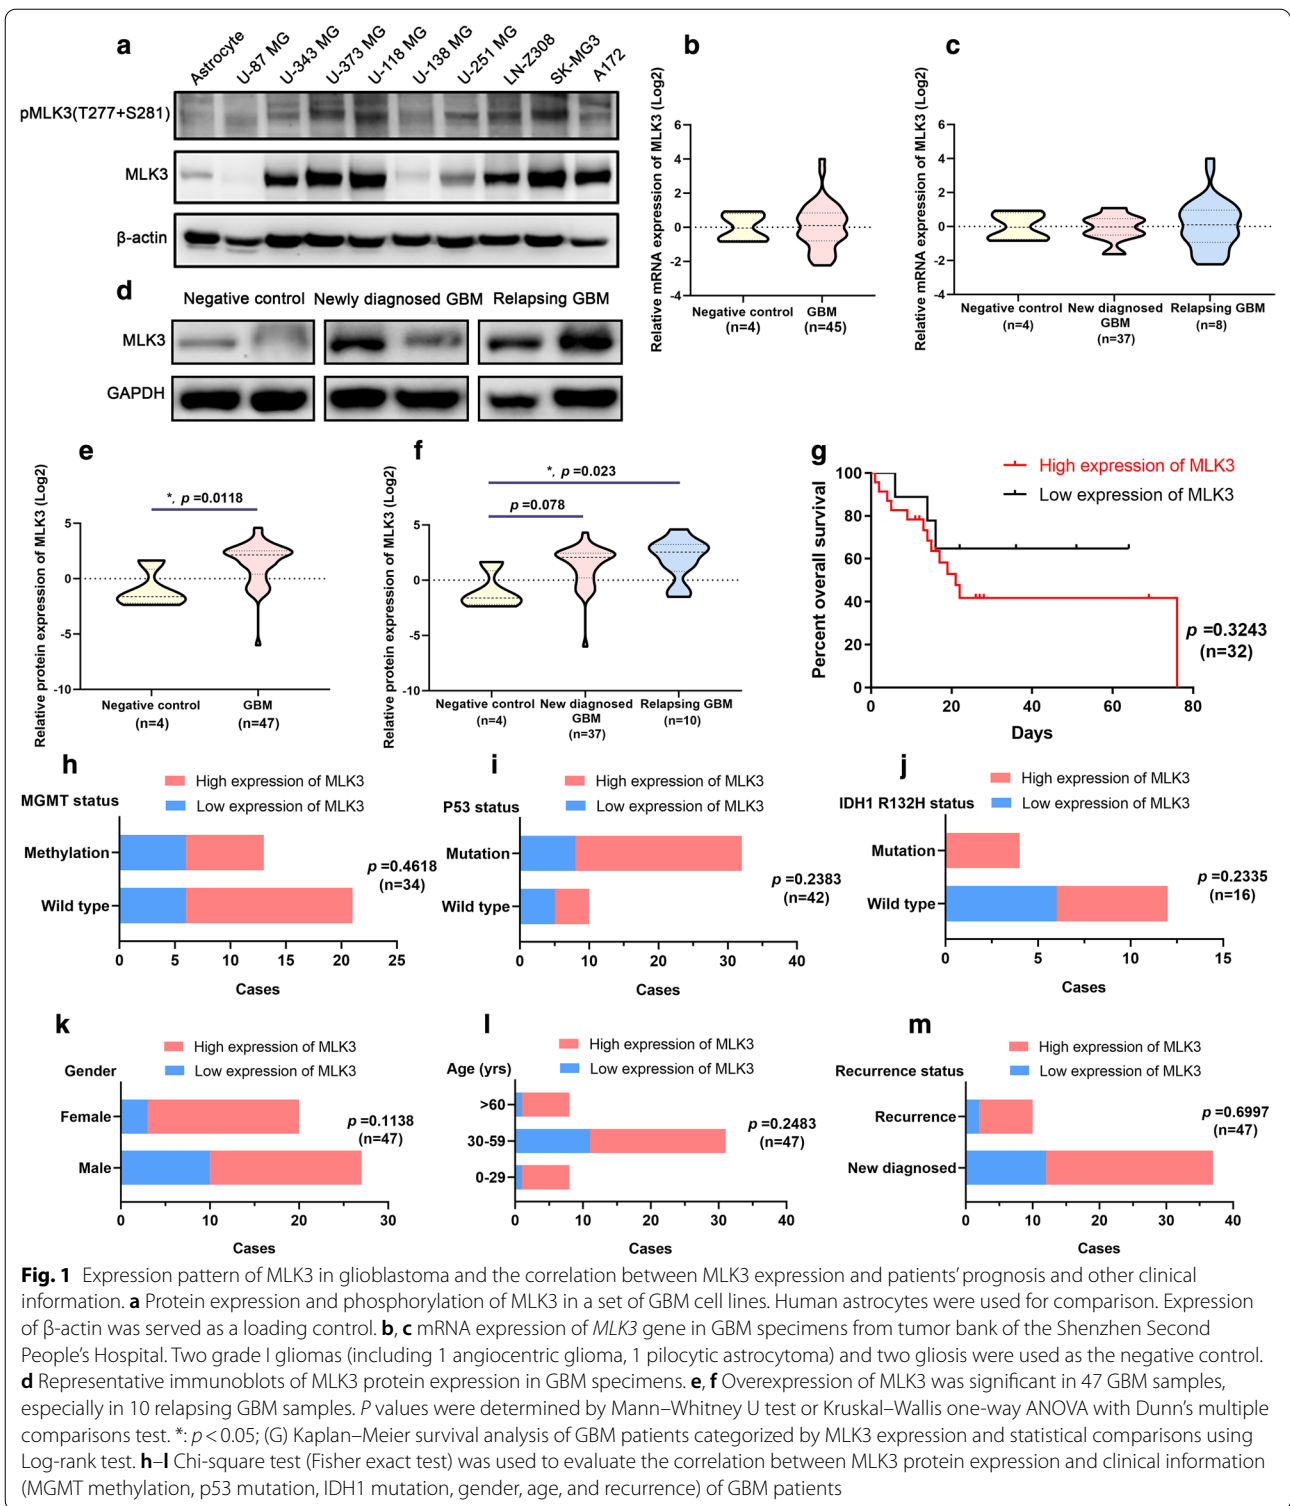 a
Astrocyte
U-87 MG
U-343 MG
U-373 MG
U-118 MG
U-138 MG
U-251 MG
LN-Z308
SK-MG3
A172
pMLK3(T277+S281)
MLK3
β-actin
b
Relative mRNA expression of MLK3 (Log2)
6
4
2
0
-2
-4
Negative control
(n=4)
GBM
(n=45)
c
Relative mRNA expression of MLK3 (Log2)
6
4
2
0
-2
-4
Negative control
(n=4)
New diagnosed
GBM
(n=37)
Relapsing GBM
(n=8)
d
Negative control
Newly diagnosed GBM
Relapsing GBM
MLK3
GAPDH
e
Relative protein expression of MLK3 (Log2)
*, p =0.0118
5
0
-5
-10
Negative control
(n=4)
GBM
(n=47)
f
Relative protein expression of MLK3 (Log2)
*, p =0.023
p =0.078
5
0
-5
-10
Negative control
(n=4)
New diagnosed
GBM
(n=37)
Relapsing GBM
(n=10)
g
High expression of MLK3
Low expression of MLK3
Percent overall survival
100
80
60
40
20
0
0 20 40 60 80
Days
p =0.3243
(n=32)
h
High expression of MLK3
Low expression of MLK3
MGMT status
Methylation
Wild type
p =0.4618
(n=34)
0 5 10 15 20 25
Cases
i
High expression of MLK3
Low expression of MLK3
P53 status
Mutation
Wild type
p =0.2383
(n=42)
0 10 20 30 40
Cases
j
High expression of MLK3
Low expression of MLK3
IDH1 R132H status
Mutation
Wild type
p =0.2335
(n=16)
0 5 10 15
Cases
k
High expression of MLK3
Low expression of MLK3
Gender
Female
Male
p =0.1138
(n=47)
0 10 20 30
Cases
l
High expression of MLK3
Low expression of MLK3
Age (yrs)
>60
30-59
0-29
p =0.2483
(n=47)
0 10 20 30 40
Cases
m
High expression of MLK3
Low expression of MLK3
Recurrence status
Recurrence
New diagnosed
p =0.6997
(n=47)
0 10 20 30 40
Cases
Fig. 1 Expression pattern of MLK3 in glioblastoma and the correlation between MLK3 expression and patients’ prognosis and other clinical
information. a Protein expression and phosphorylation of MLK3 in a set of GBM cell lines. Human astrocytes were used for comparison. Expression
of β-actin was served as a loading control. b, c mRNA expression of MLK3 gene in GBM specimens from tumor bank of the Shenzhen Second
People’s Hospital. Two grade I gliomas (including 1 angiocentric glioma, 1 pilocytic astrocytoma) and two gliosis were used as the negative control.
d Representative immunoblots of MLK3 protein expression in GBM specimens. e, f Overexpression of MLK3 was significant in 47 GBM samples,
especially in 10 relapsing GBM samples. P values were determined by Mann–Whitney U test or Kruskal–Wallis one-way ANOVA with Dunn’s multiple
comparisons test. *: p < 0.05; (G) Kaplan–Meier survival analysis of GBM patients categorized by MLK3 expression and statistical comparisons using
Log-rank test. h–l Chi-square test (Fisher exact test) was used to evaluate the correlation between MLK3 protein expression and clinical information
(MGMT methylation, p53 mutation, IDH1 mutation, gender, age, and recurrence) of GBM patients